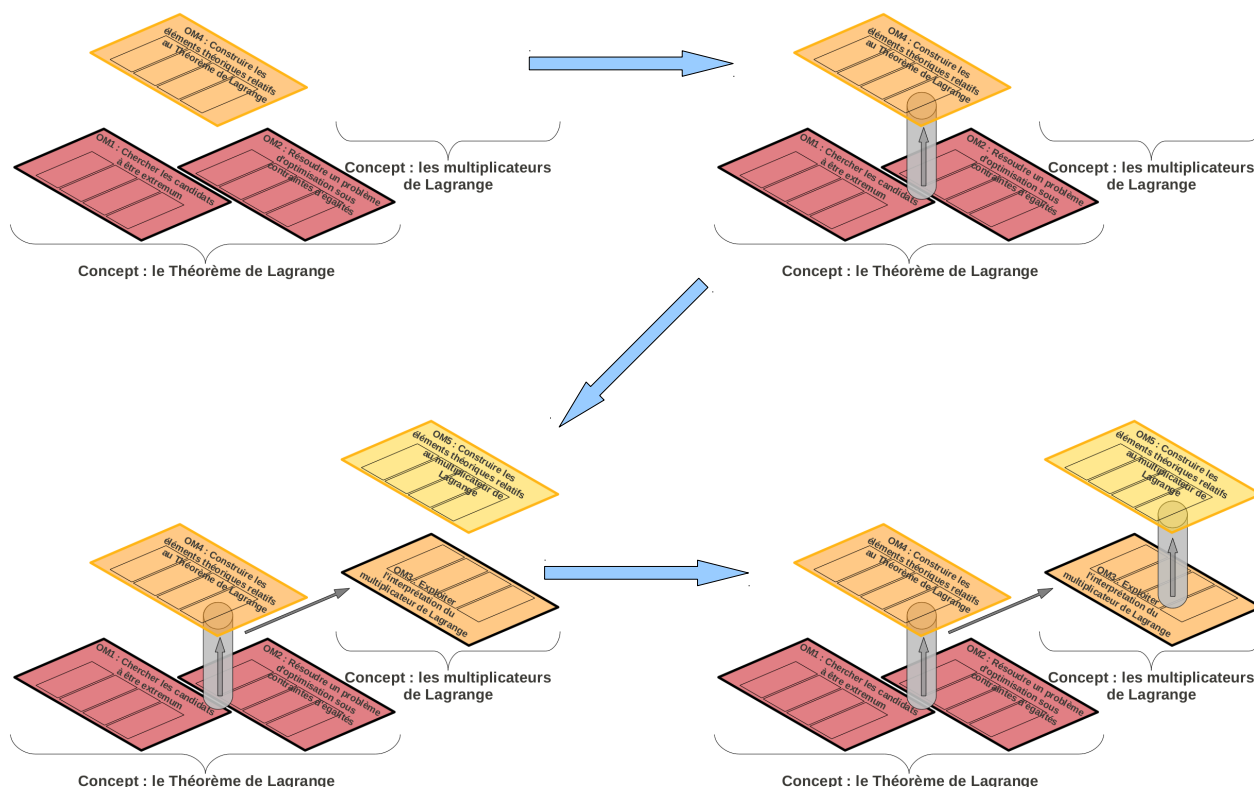 OM4 : Construire les
éléments théoriques relatifs
au Théorème de Lagrange
OM1 : Chercher les candidats
à être extremum
OM2 : Résoudre un problème
d'optimisation sous
contraintes d'égalités
Concept : les multiplicateurs
de Lagrange
Concept : le Théorème de Lagrange
OM4 : Construire les
éléments théoriques relatifs
au Théorème de Lagrange
OM1 : Chercher les candidats
à être extremum
OM2 : Résoudre un problème
d'optimisation sous
contraintes d'égalités
Concept : les multiplicateurs
de Lagrange
Concept : le Théorème de Lagrange
OM5 : Construire les
éléments théoriques relatifs
au multiplicateur de
Lagrange
OM4 : Construire les
éléments théoriques relatifs
au Théorème de Lagrange
OM3 : Exploiter
l'interprétation du
multiplicateur de Lagrange
OM1 : Chercher les candidats
à être extremum
OM2 : Résoudre un problème
d'optimisation sous
contraintes d'égalités
Concept : les multiplicateurs
de Lagrange
Concept : le Théorème de Lagrange
OM5 : Construire les
éléments théoriques relatifs
au multiplicateur de
Lagrange
OM4 : Construire les
éléments théoriques relatifs
au Théorème de Lagrange
OM3 : Exploiter
l'interprétation du
multiplicateur de Lagrange
OM1 : Chercher les candidats
à être extremum
OM2 : Résoudre un problème
d'optimisation sous
contraintes d'égalités
Concept : les multiplicateurs
de Lagrange
Concept : le Théorème de Lagrange